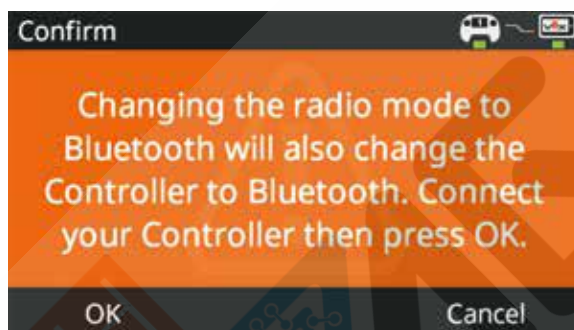 Confirm
Changing the radio mode to
Bluetooth will also change the
Controller to Bluetooth. Connect
your Controller then press OK.
OK
Cancel